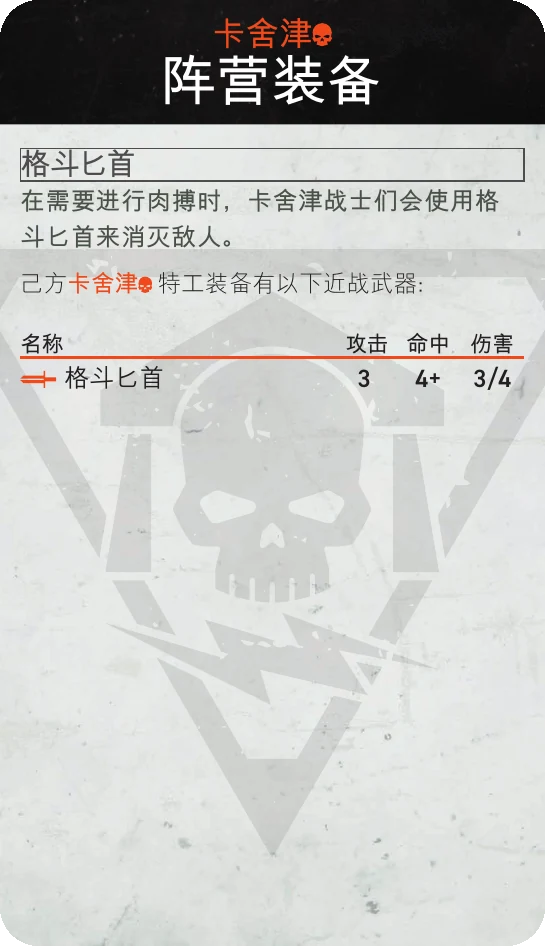 卡舍津
阵营装备
格斗匕首
在需要进行肉搏时，卡舍津战士们会使用格
斗匕首来消灭敌人。
己方卡舍津 特工装备有以下近战武器:
名称 攻击 命中 伤害
格斗匕首 3 4+ 3/4